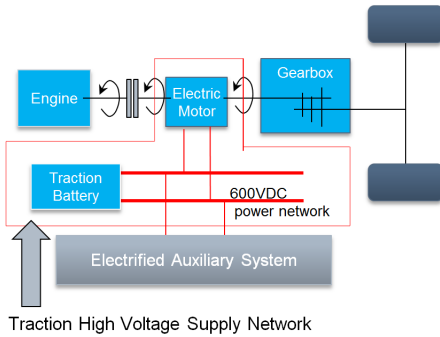 Gearbox
Engine
Electric
Motor
Traction
Battery
600VDC
power network
Electrified Auxiliary System
Traction High Voltage Supply Network